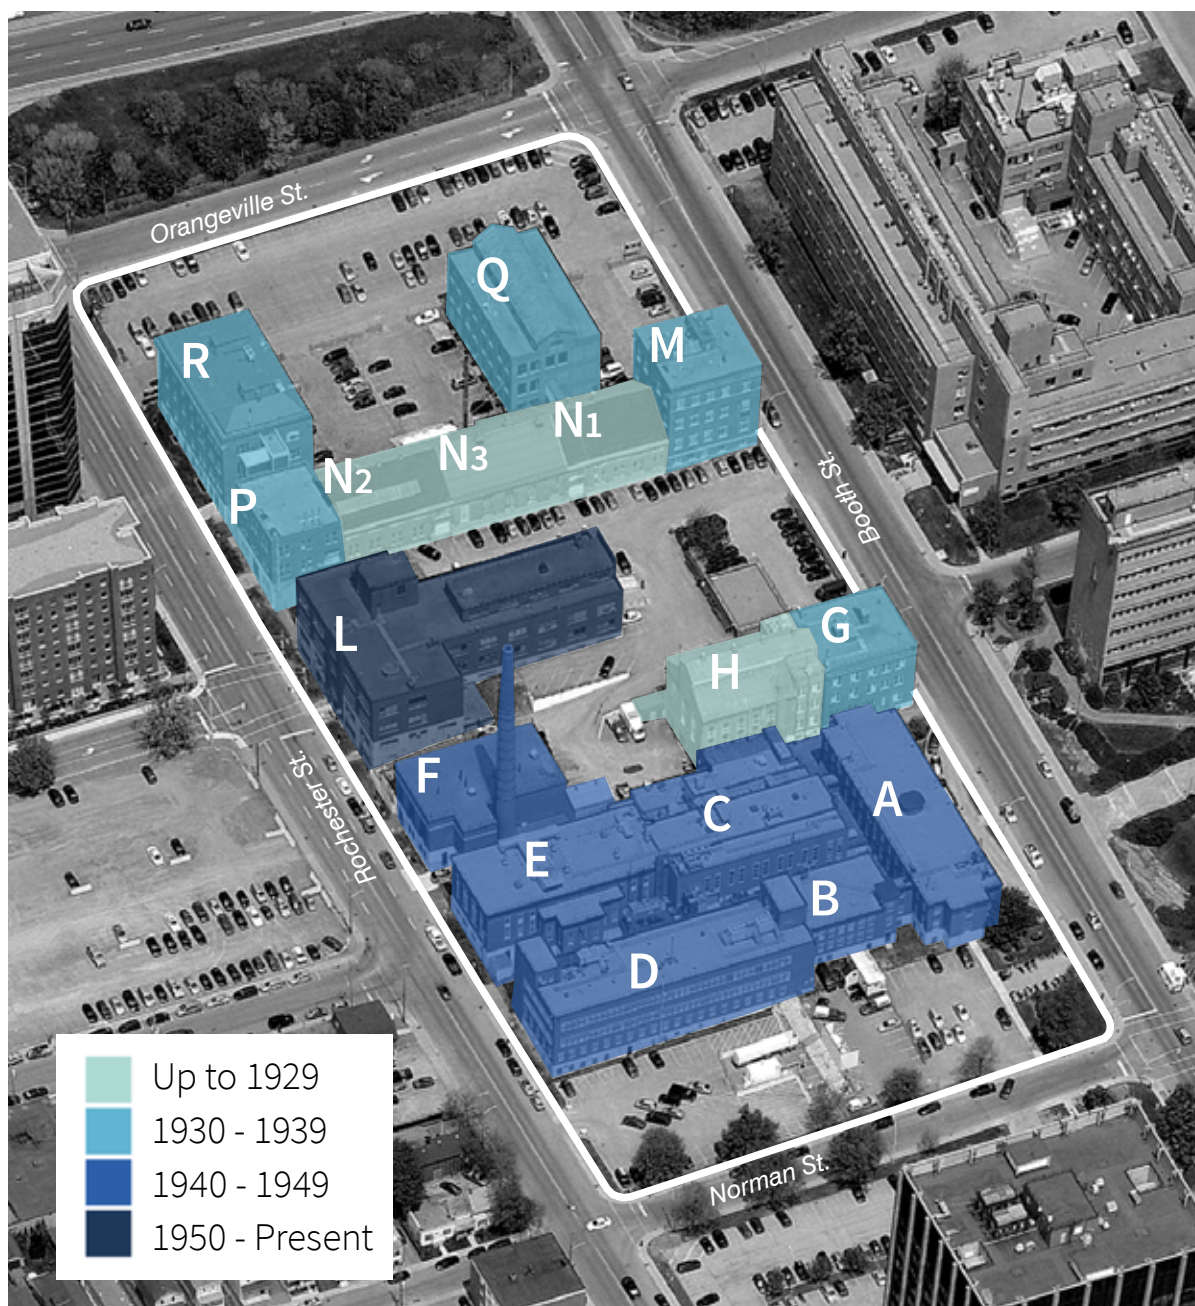 Orangeville St.
Q
M
R
N1
N3
N2
P
Booth St.
L
G
H
Rochester St.
F
A
C
E
B
D
Norman St.
Up to 1929
1930 - 1939
1940 - 1949
1950 - Present